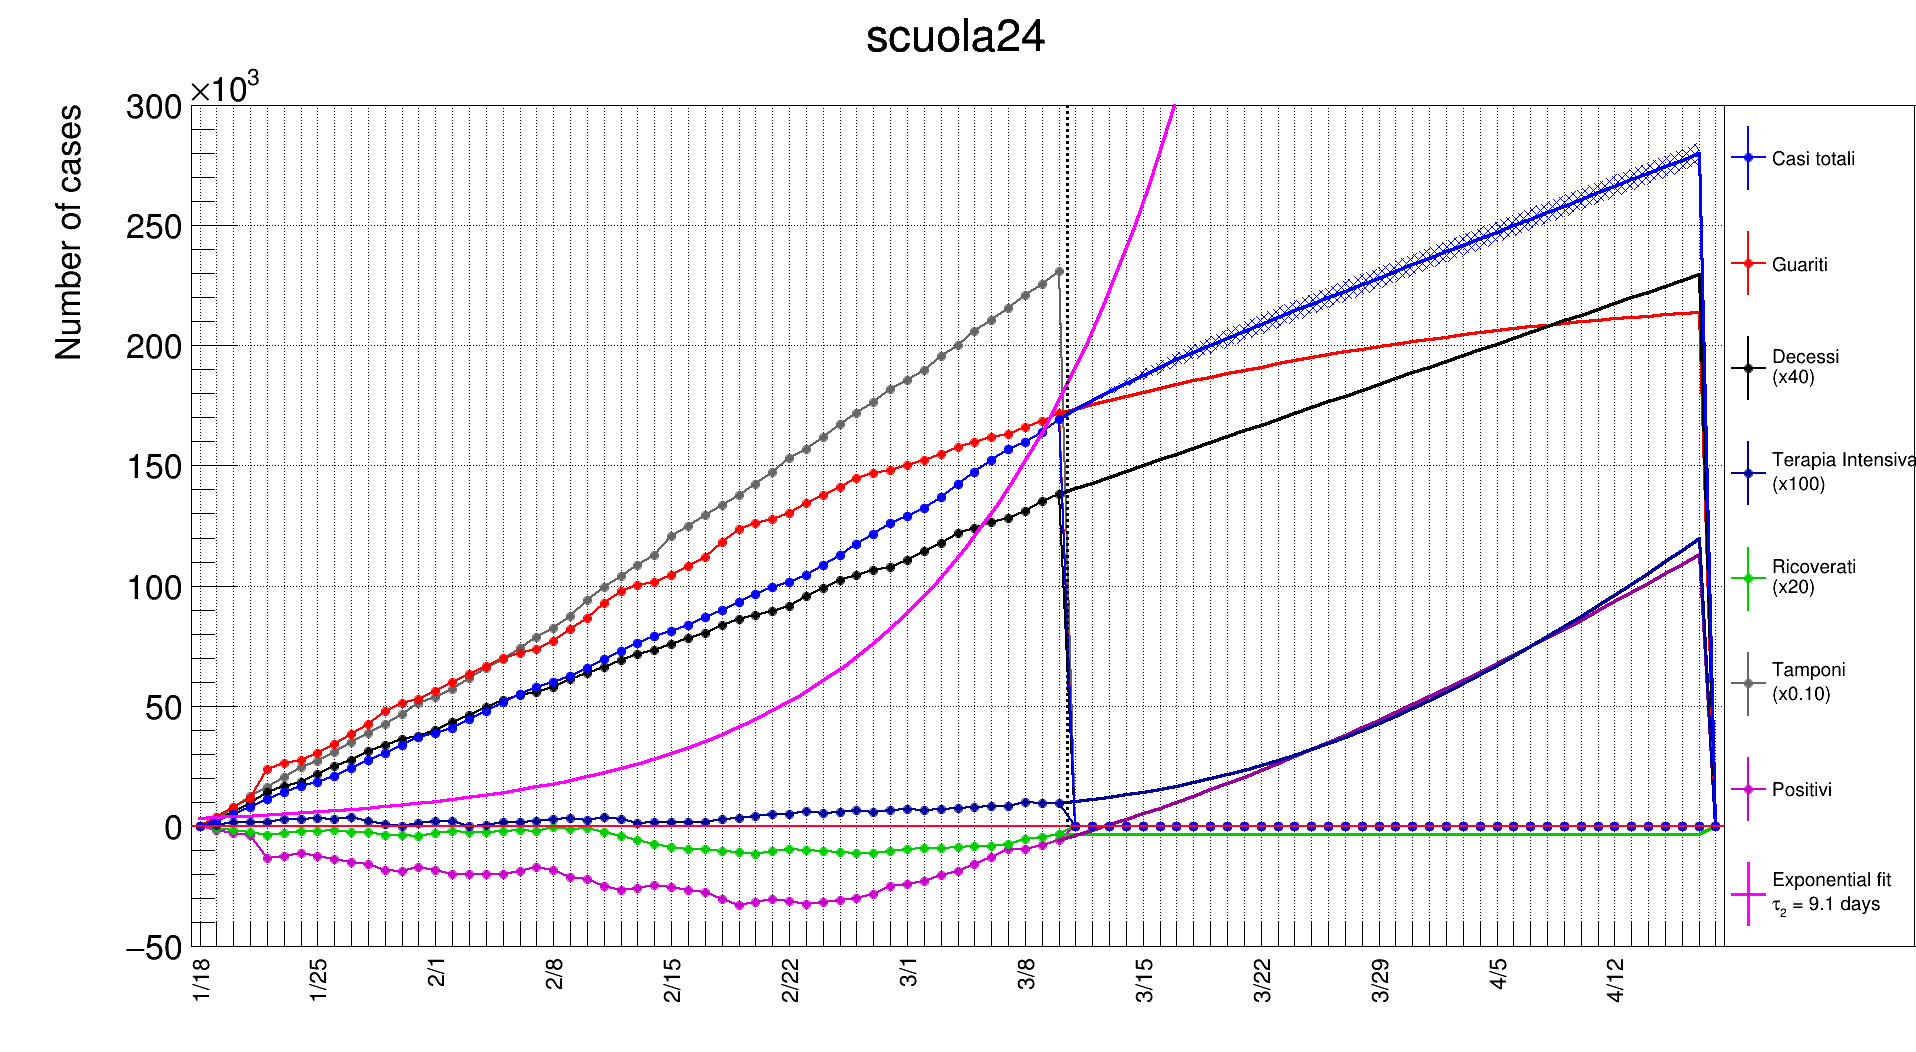 scuola24
×10³
Number of cases
300
250
200
150
100
50
0
−50
1/18
1/25
2/1
2/8
2/15
2/22
3/1
3/8
3/15
3/22
3/29
4/5
4/12
Casi totali
Guariti
Decessi
(x40)
Terapia Intensiva
(x100)
Ricoverati
(x20)
Tamponi
(x0.10)
Positivi
Exponential fit
τ₂ = 9.1 days